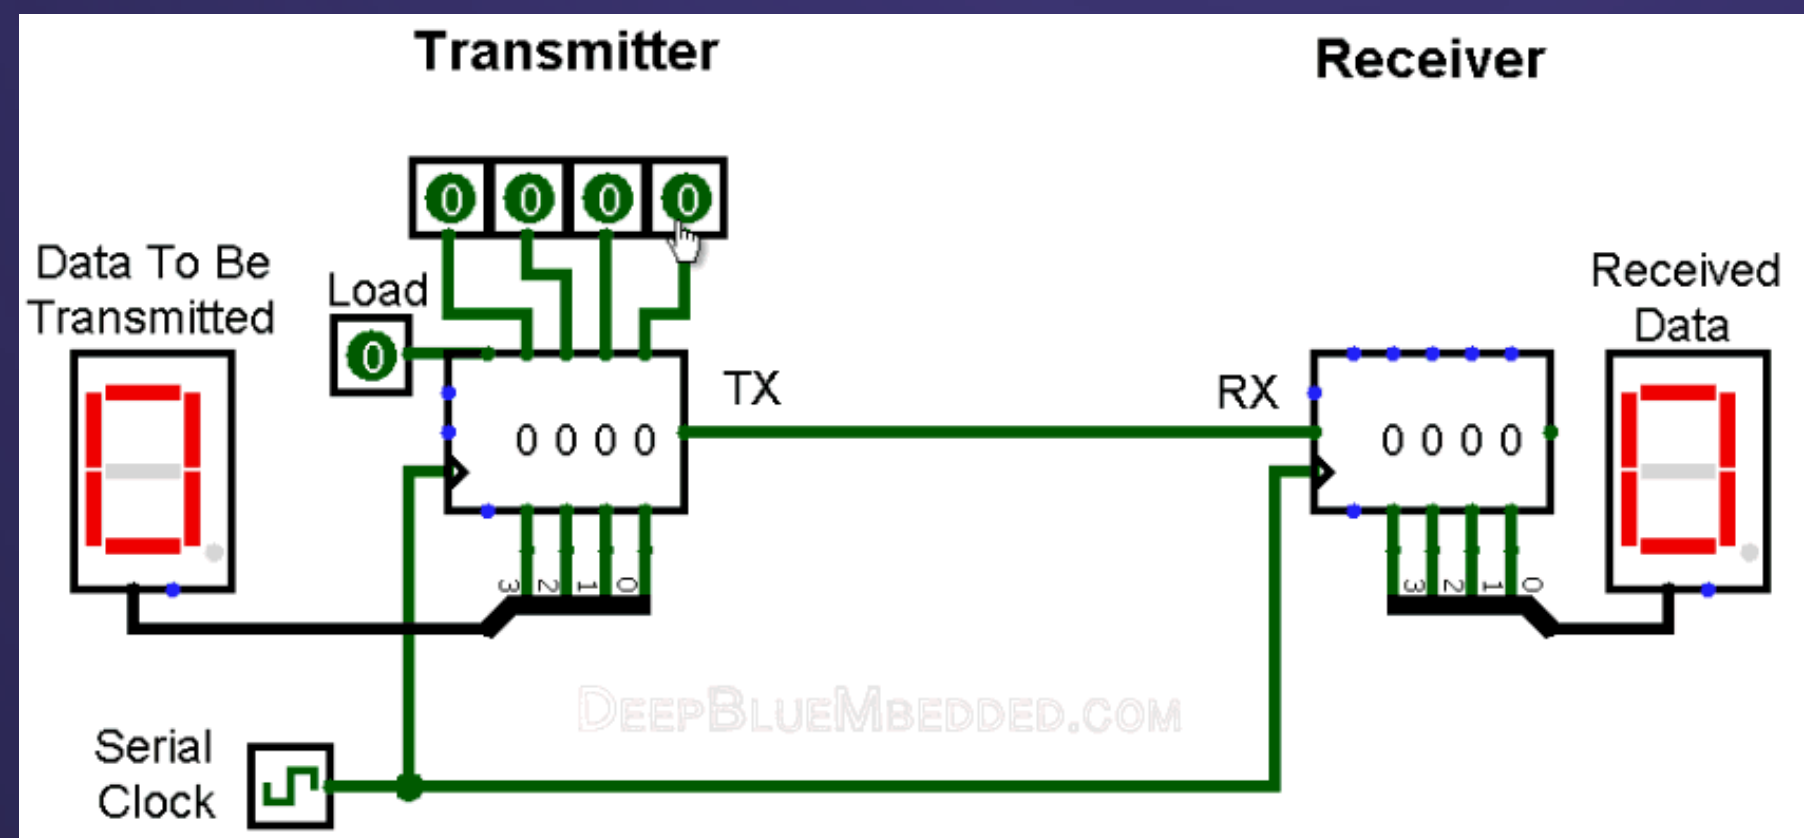 Transmitter
Receiver
0 0 0 0
Data To Be
Transmitted
Load
0
Received
Data
TX
RX
0 0 0 0
0 0 0 0
3 2 1 0
3 2 1 0
DEEPBLUEMBEDDED.COM
Serial
Clock